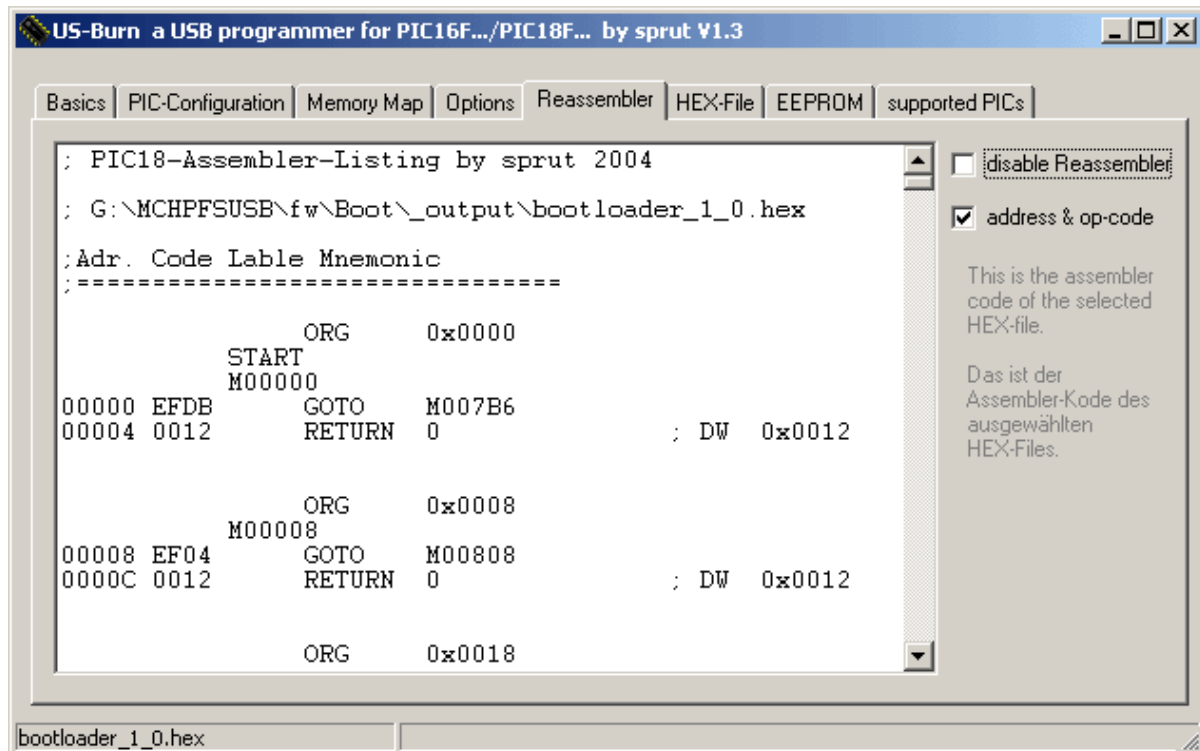 US-Burn a USB programmer for PIC16F.../PIC18F... by sprut V1.3
Basics PIC-Configuration Memory Map Options Reassembler HEX-File EEPROM supported PICs
; PIC18-Assembler-Listing by sprut 2004
; G:\MCHPFSUSB\fw\Boot\_output\bootloader_1_0.hex
;Adr. Code Lable Mnemonic
;================================
ORG 0x0000
START
M00000
00000 EFDB GOTO M007B6
00004 0012 RETURN 0 ; DW 0x0012
ORG 0x0008
M00008
00008 EF04 GOTO M00808
0000C 0012 RETURN 0 ; DW 0x0012
ORG 0x0018
disable Reassembler
address & op-code
This is the assembler
code of the selected
HEX-file.
Das ist der
Assembler-Kode des
ausgewählten
HEX-Files.
bootloader_1_0.hex